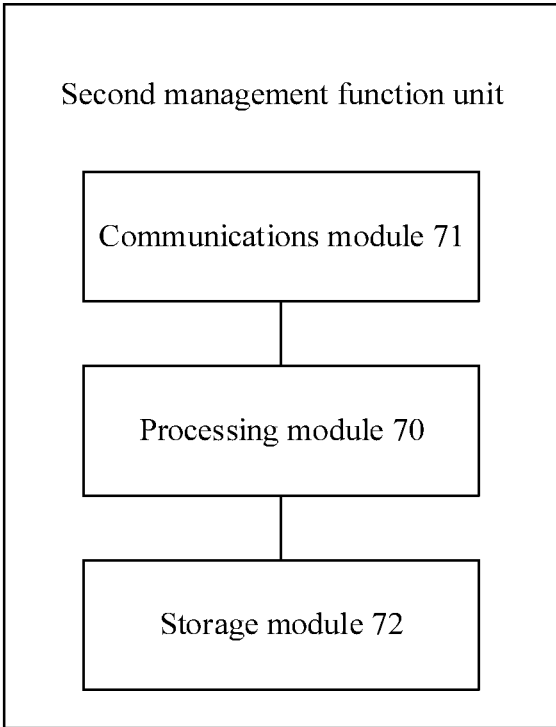 Second management function unit
Communications module 71
Processing module 70
Storage module 72